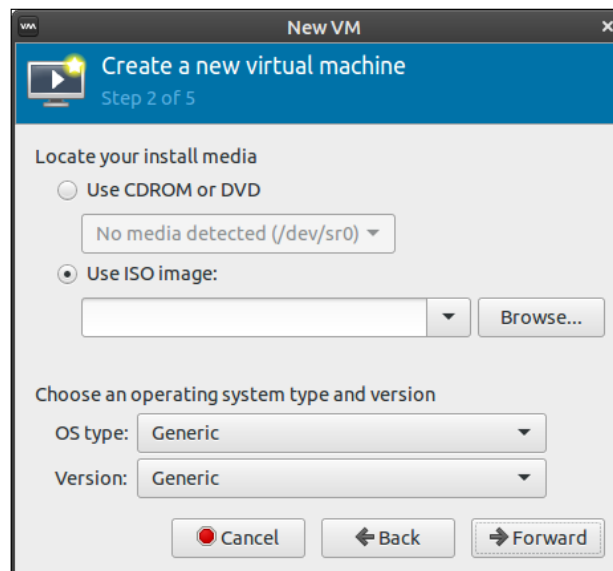 New VM
Create a new virtual machine
Step 2 of 5
Locate your install media
Use CDROM or DVD
No media detected (/dev/sr0)
Use ISO image:
Browse...
Choose an operating system type and version
OS type: Generic
Version: Generic
Cancel Back Forward